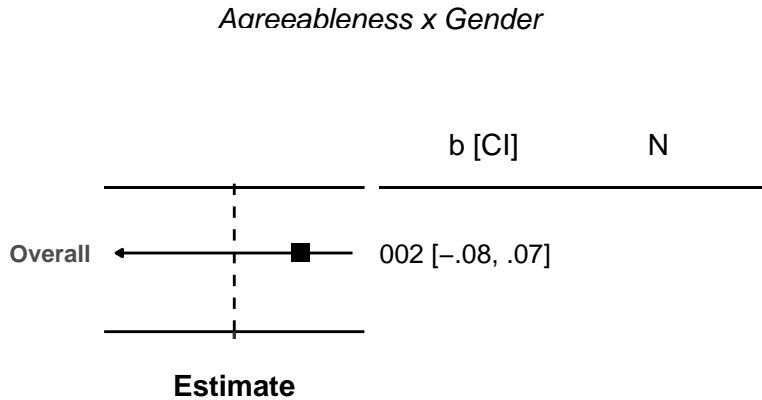 Agreeableness x Gender
b [CI] N
Overall 002 [−.08, .07]
Estimate